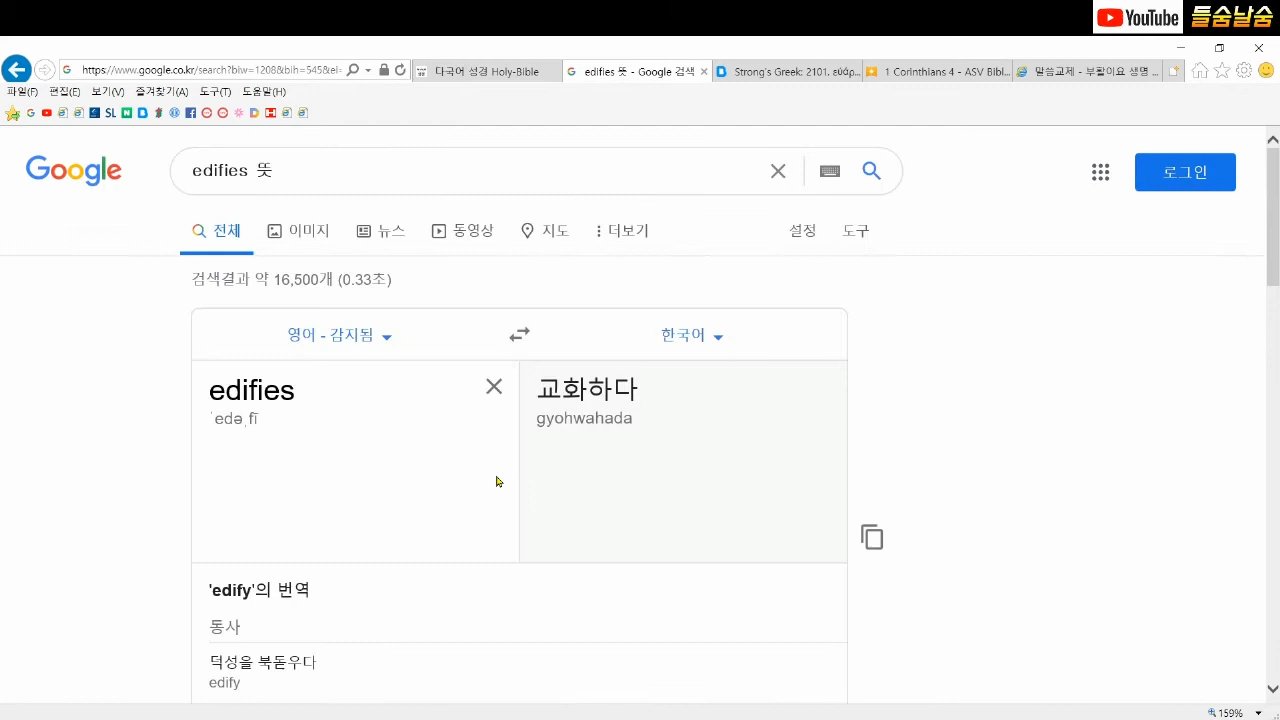 YouTube 들숨날숨
https://www.google.co.kr/search?biw=1208&bih=545&ei=
다국어 성경 Holy-Bible
edifies 뜻 - Google 검색
Strong's Greek: 2101.
1 Corinthians 4 - ASV Bibl...
말씀교제 - 부활이요 생명 ...
파일(F) 편집(E) 보기(V) 즐겨찾기(A) 도구(T) 도움말(H)
Google
edifies 뜻
로그인
전체 이미지 뉴스 동영상 지도 더보기 설정 도구
검색결과 약 16,500개 (0.33초)
영어 - 감지됨 한국어
edifies
ˈedəˌfī
교화하다
gyohwahada
'edify'의 번역
동사
덕성을 북돋우다
edify
159%